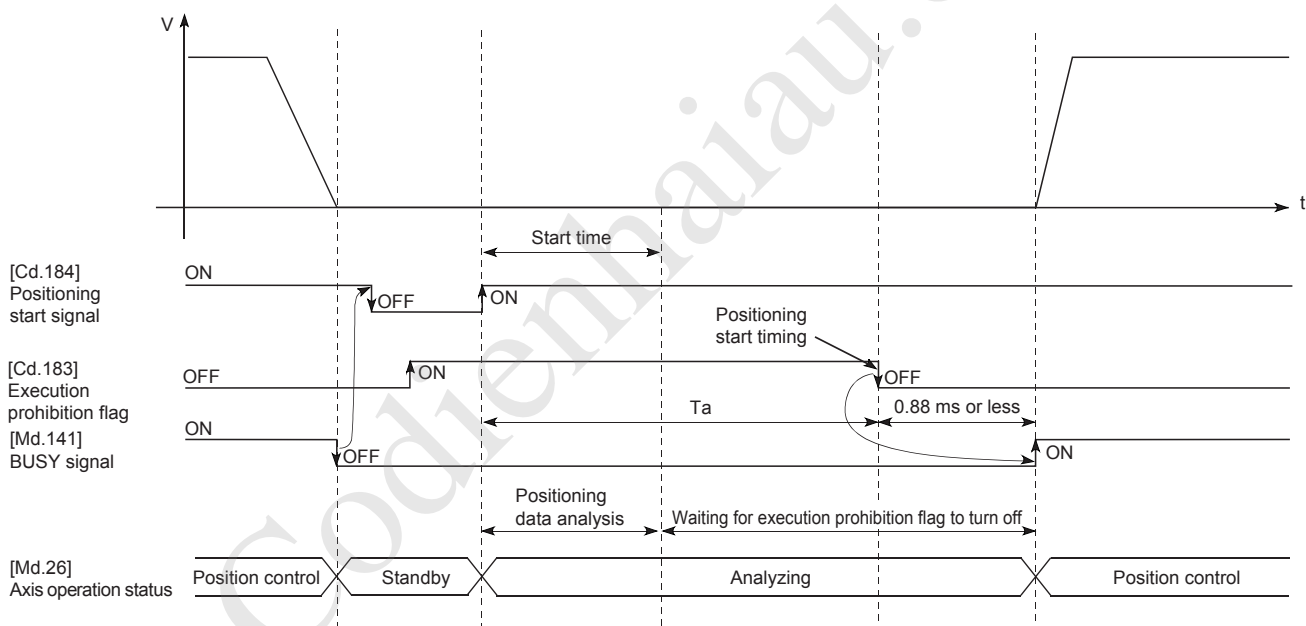 V
t
Start time
[Cd.184]
Positioning
start signal
ON
OFF
ON
Positioning
start timing
[Cd.183]
Execution
prohibition flag
OFF
ON
OFF
Ta
0.88 ms or less
[Md.141]
BUSY signal
ON
OFF
ON
Positioning
data analysis
Waiting for execution prohibition flag to turn off
[Md.26]
Axis operation status
Position control
Standby
Analyzing
Position control
Codienhaiau.